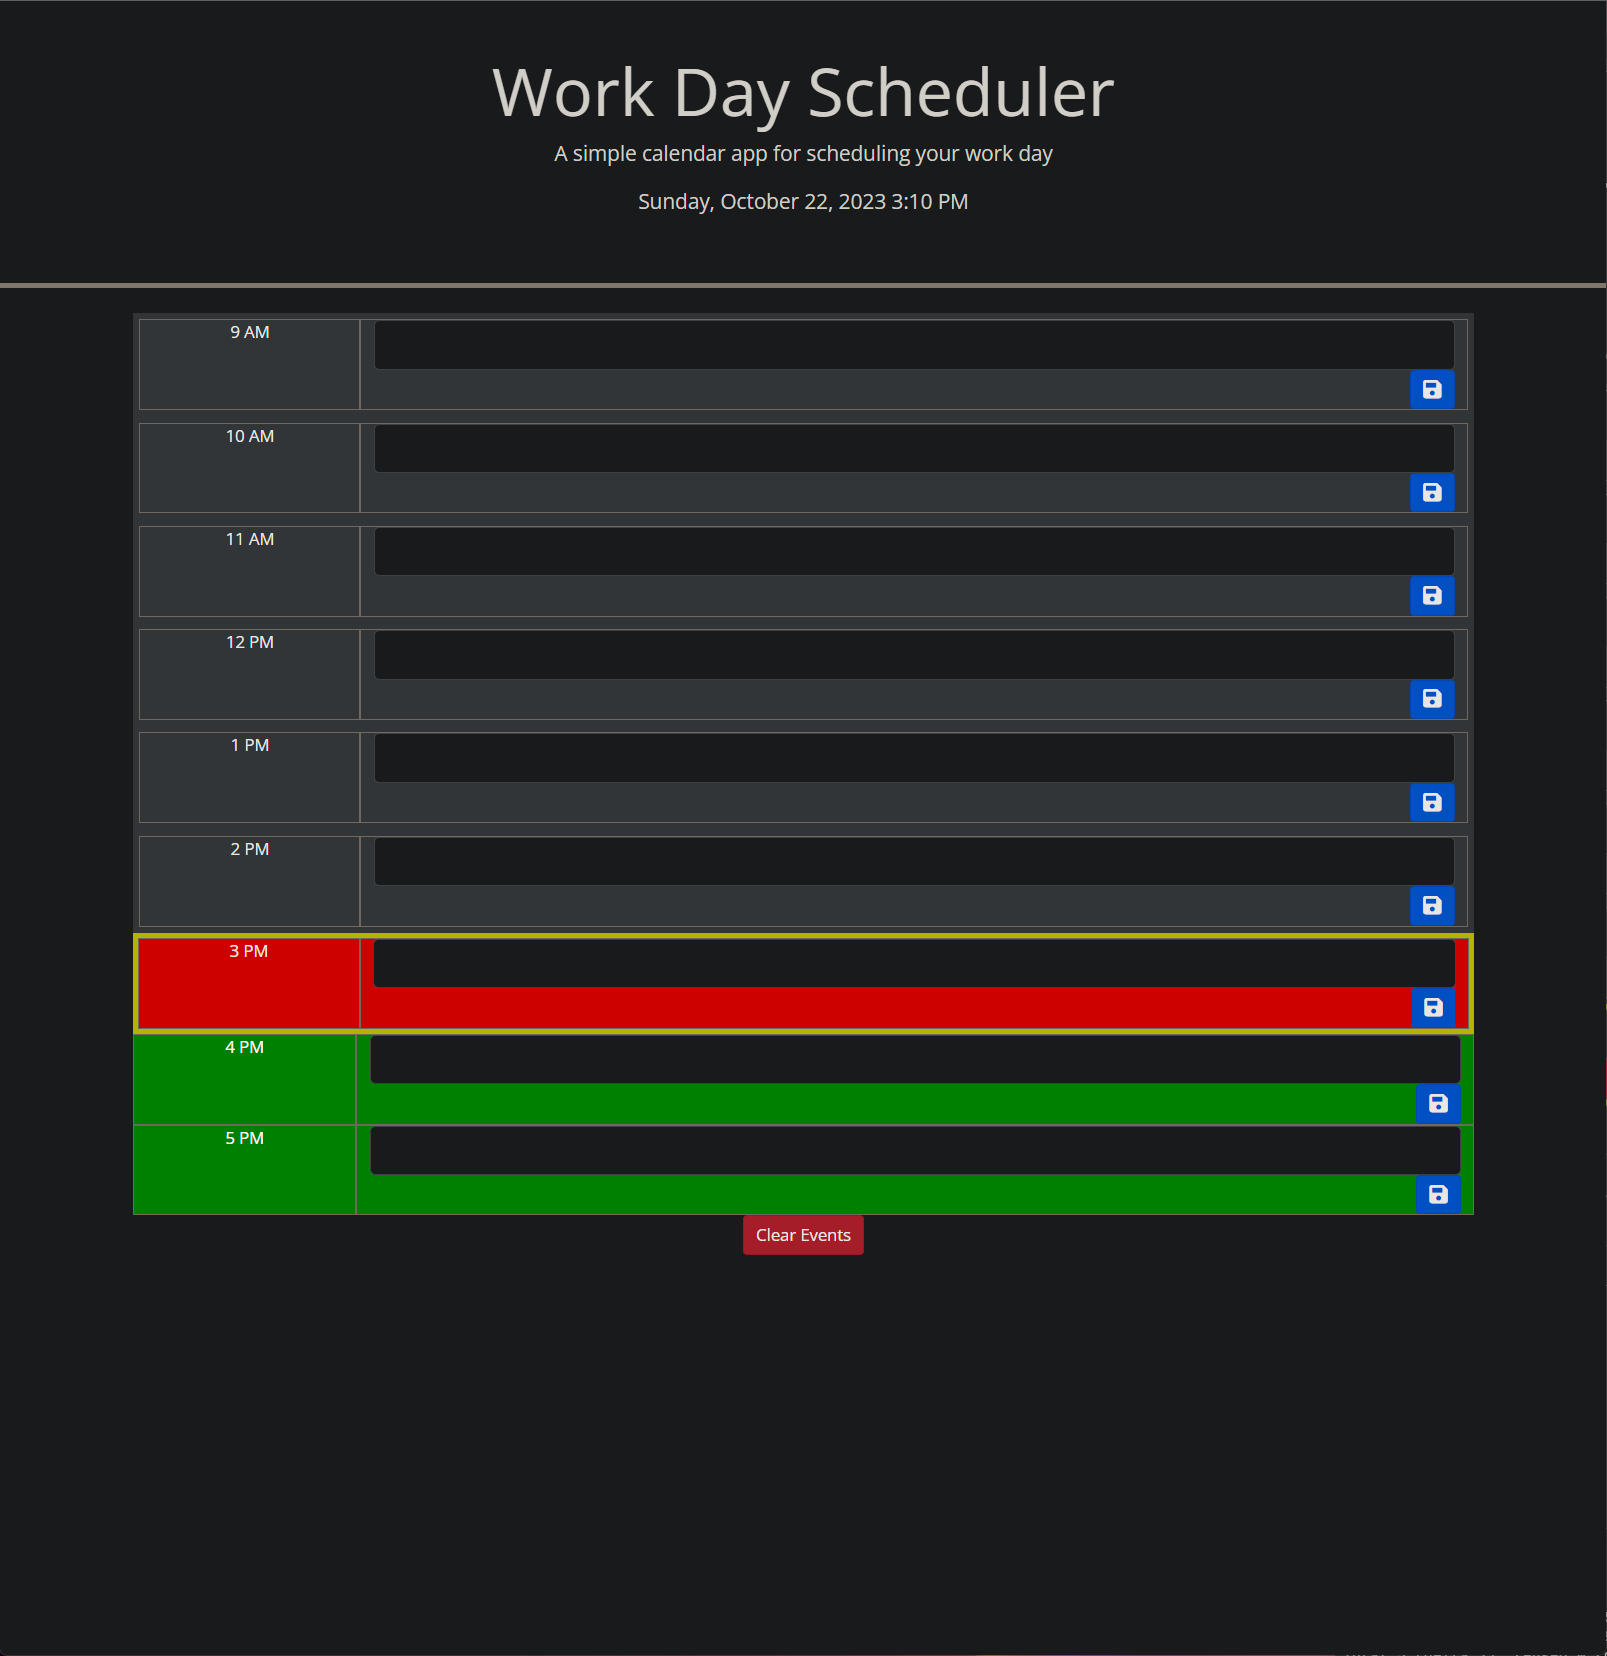 Work Day Scheduler
A simple calendar app for scheduling your work day
Sunday, October 22, 2023 3:10 PM
9 AM
10 AM
11 AM
12 PM
1 PM
2 PM
3 PM
4 PM
5 PM
Clear Events